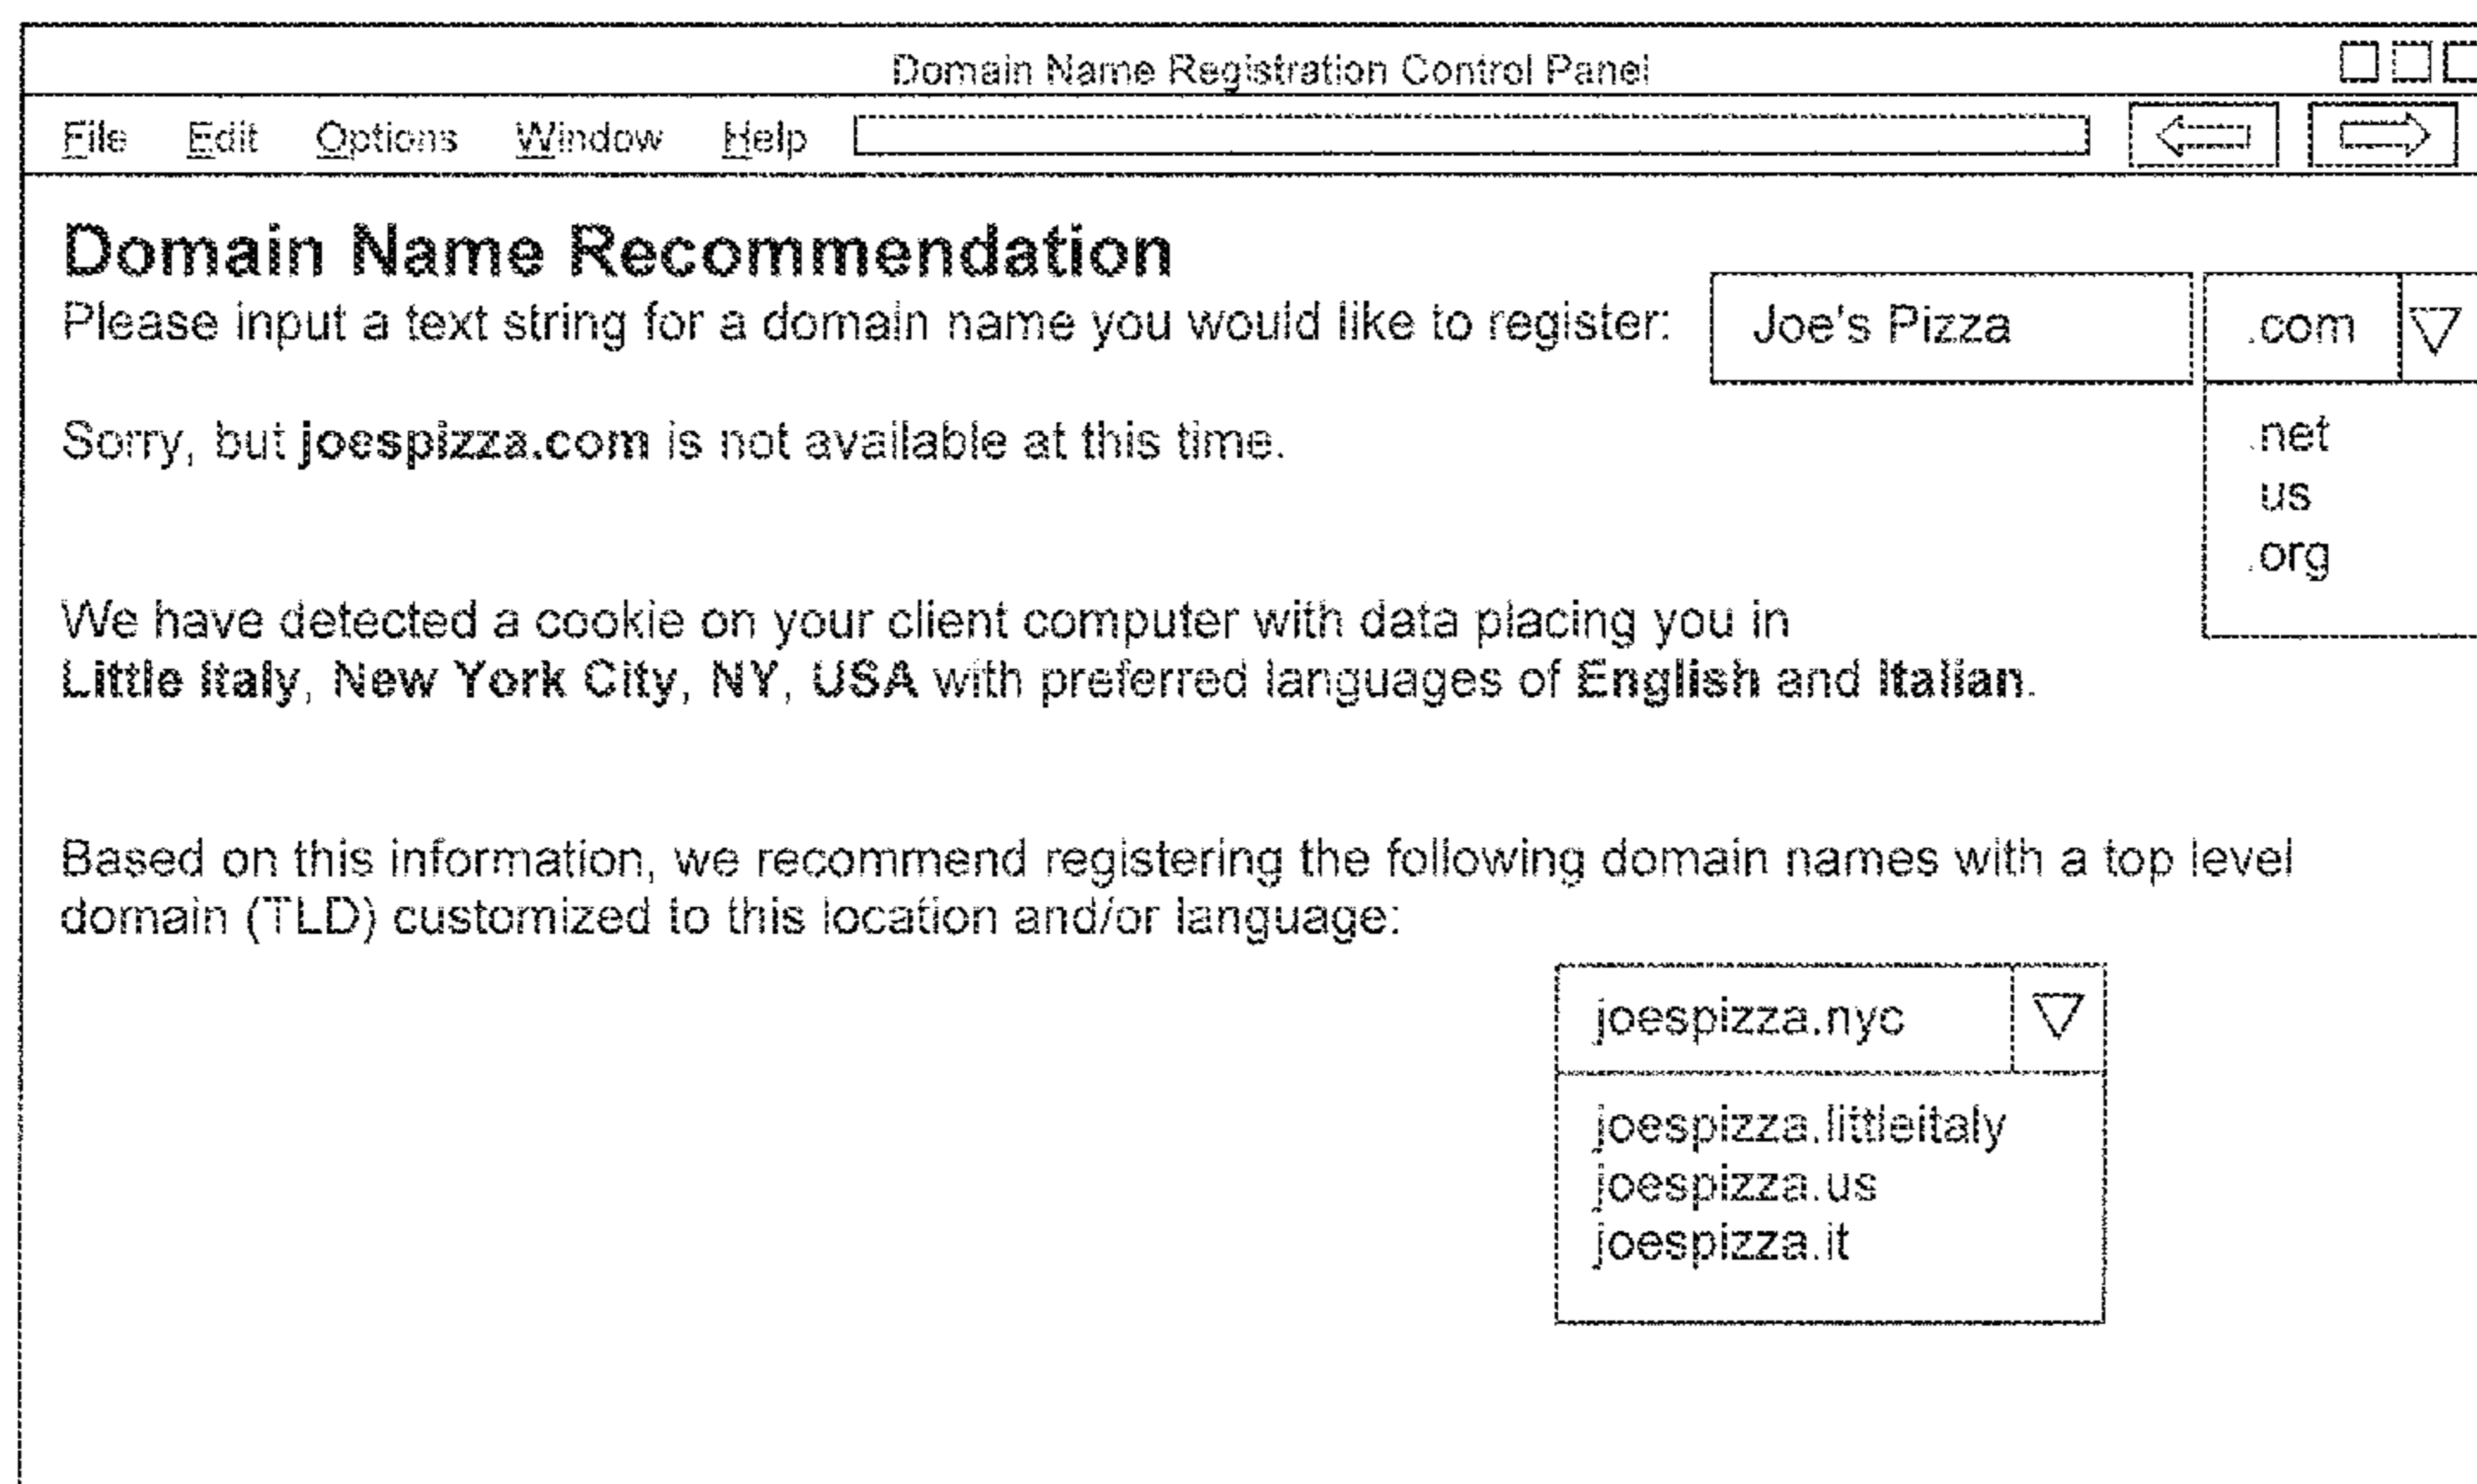 Domain Name Registration Control Panel
File Edit Options Window Help
Domain Name Recommendation
Please input a text string for a domain name you would like to register: Joe's Pizza .com
Sorry, but joespizza.com is not available at this time.
.net
.us
.org
We have detected a cookie on your client computer with data placing you in
Little Italy, New York City, NY, USA with preferred languages of English and Italian.
Based on this information, we recommend registering the following domain names with a top level
domain (TLD) customized to this location and/or language:
joespizza.nyc
joespizza.littleitaly
joespizza.us
joespizza.it